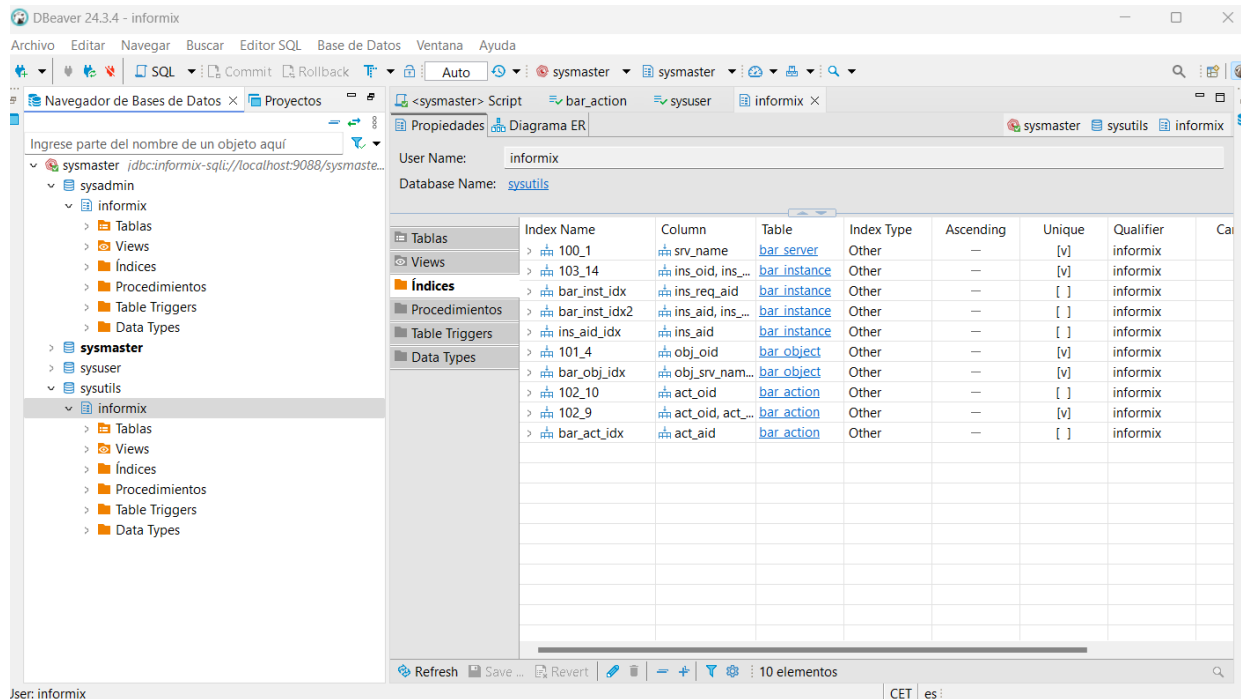 DBeaver 24.3.4 - informix
Archivo Editar Navegar Buscar Editor SQL Base de Datos Ventana Ayuda
SQL Commit Rollback Auto sysmaster sysmaster
Navegador de Bases de Datos Proyectos
Ingrese parte del nombre de un objeto aquí
sysmaster jdbc:informix-sqli://localhost:9088/sysmaste...
sysadmin
informix
Tablas
Views
Índices
Procedimientos
Table Triggers
Data Types
sysmaster
sysuser
sysutils
informix
Tablas
Views
Índices
Procedimientos
Table Triggers
Data Types
<sysmaster> Script bar_action sysuser informix
Propiedades Diagrama ER sysmaster sysutils informix
User Name: informix
Database Name: sysutils
Tablas
Views
Índices
Procedimientos
Table Triggers
Data Types
Index Name Column Table Index Type Ascending Unique Qualifier Car
100_1 srv_name bar_server Other — [v] informix
103_14 ins_oid, ins_... bar_instance Other — [v] informix
bar_inst_idx ins_req_aid bar_instance Other — [ ] informix
bar_inst_idx2 ins_aid, ins_... bar_instance Other — [ ] informix
ins_aid_idx ins_aid bar_instance Other — [ ] informix
101_4 obj_oid bar_object Other — [v] informix
bar_obj_idx obj_srv_nam... bar_object Other — [v] informix
102_10 act_oid bar_action Other — [ ] informix
102_9 act_oid, act_... bar_action Other — [v] informix
bar_act_idx act_aid bar_action Other — [ ] informix
Refresh Save ... Revert 10 elementos
User: informix CET es